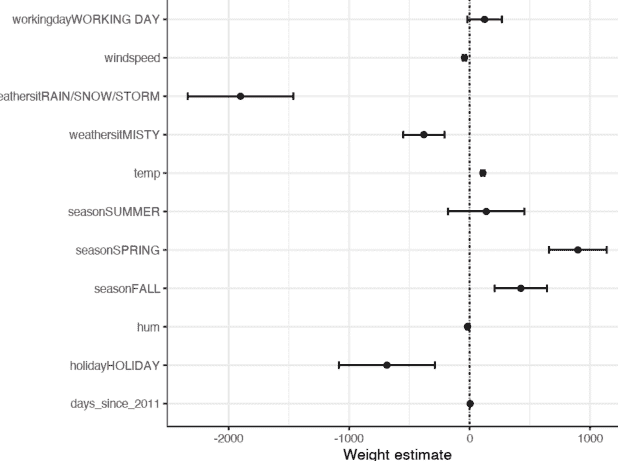 workingdayWORKING DAY
windspeed
eathersitRAIN/SNOW/STORM
weathersitMISTY
temp
seasonSUMMER
seasonSPRING
seasonFALL
hum
holidayHOLIDAY
days_since_2011
-2000 -1000 0 1000
Weight estimate